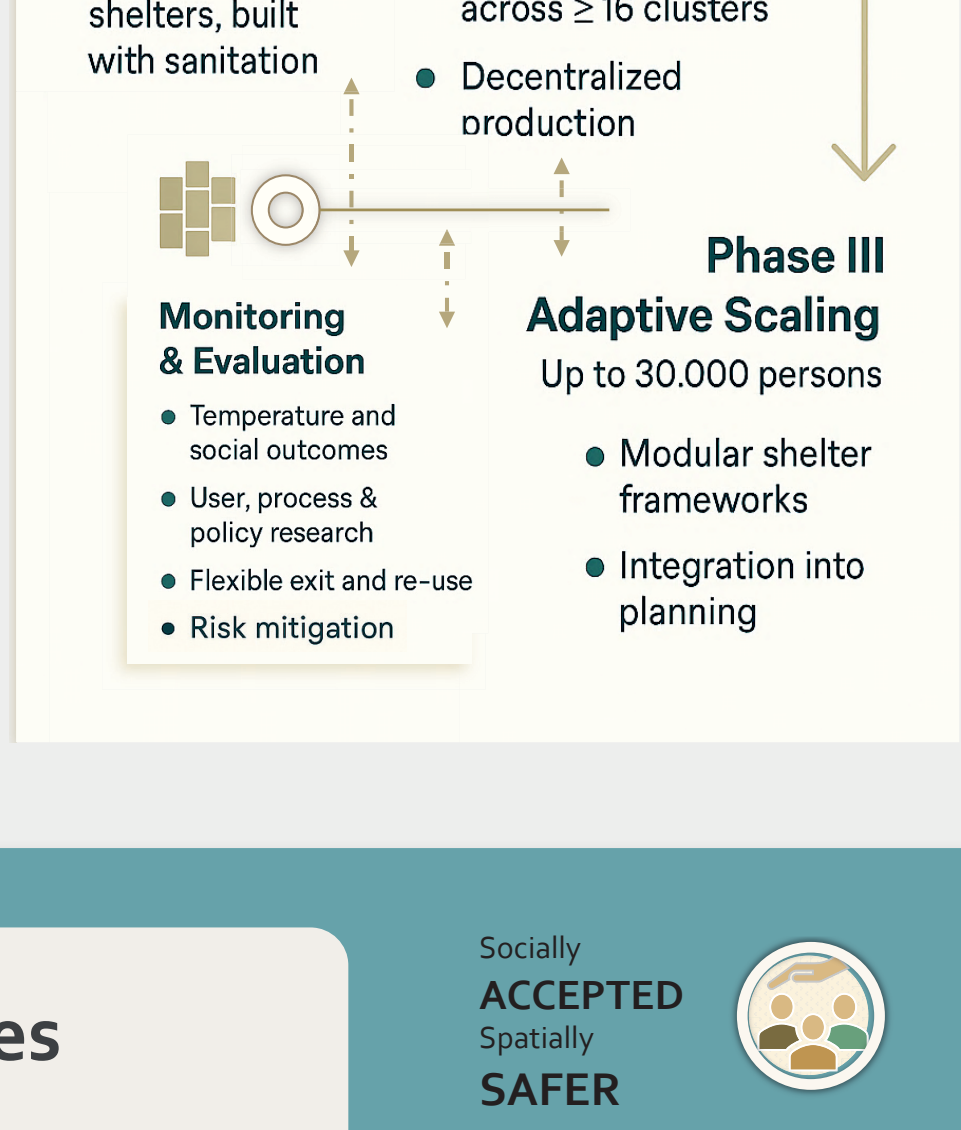 shelters, built
with sanitation
across ≥ 16 clusters
Decentralized
production
Phase III
Adaptive Scaling
Up to 30.000 persons
Modular shelter
frameworks
Integration into
planning
Monitoring
& Evaluation
Temperature and
social outcomes
User, process &
policy research
Flexible exit and re-use
Risk mitigation
es
Socially
ACCEPTED
Spatially
SAFER